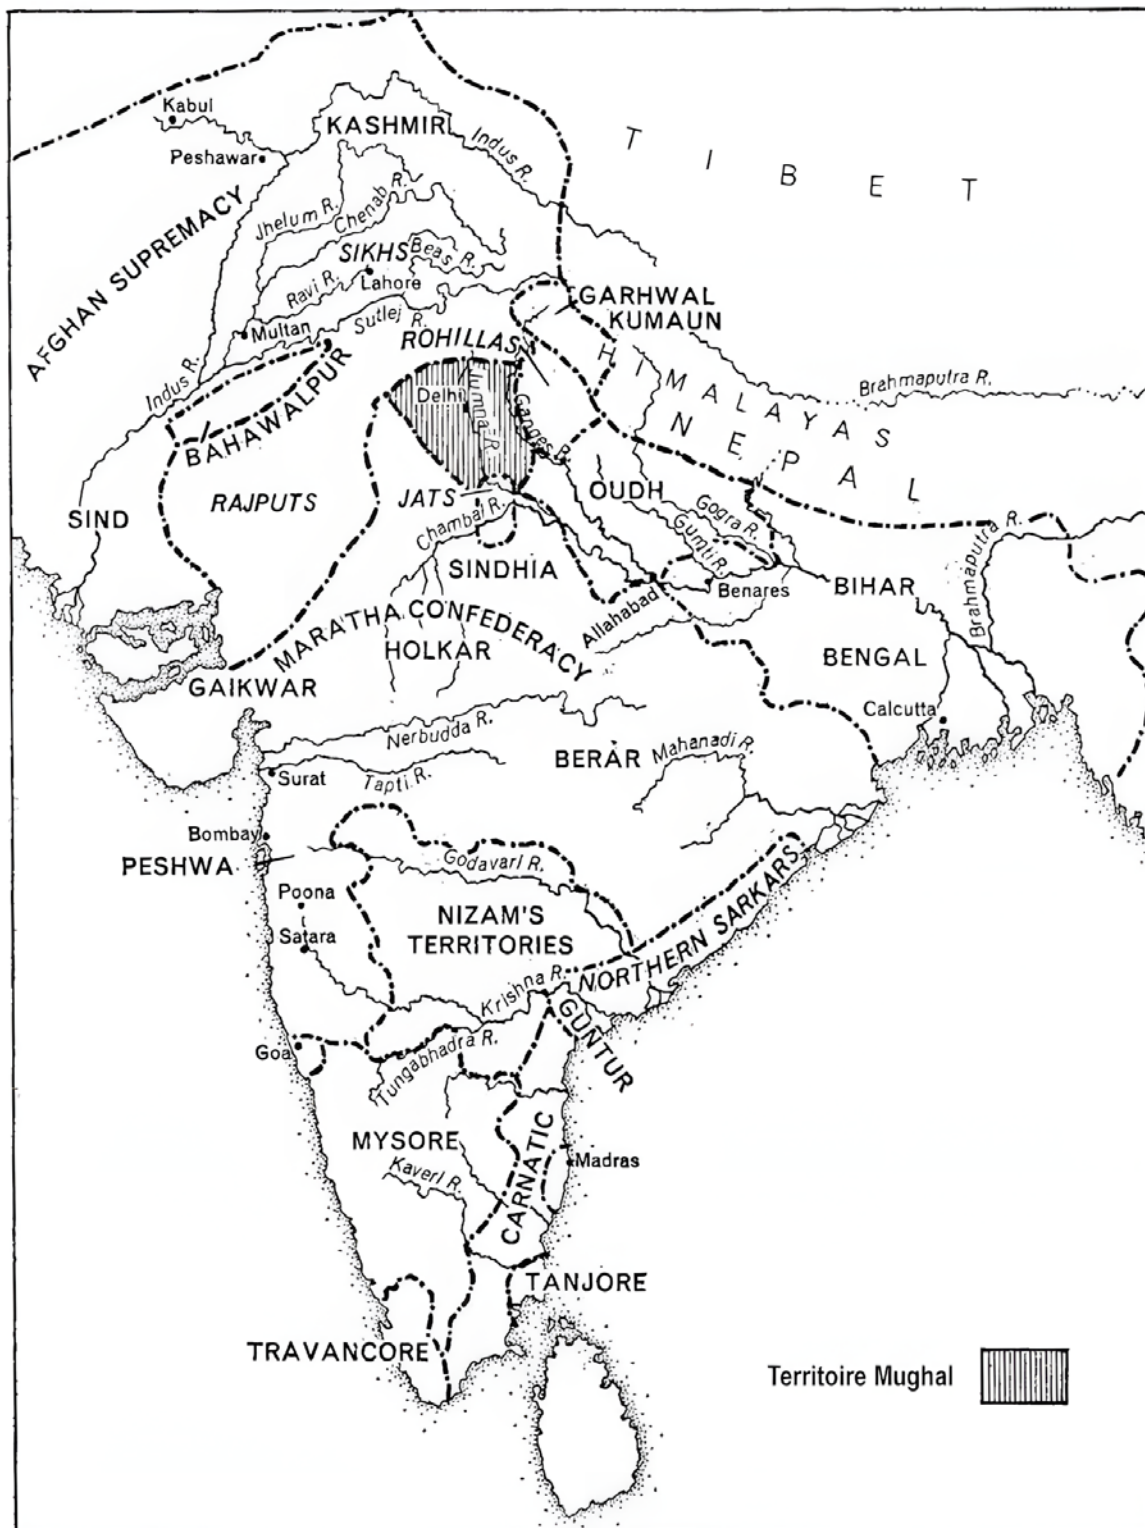 Kabul
KASHMIR
Indus R.
TIBET
Peshawar
AFGHAN SUPREMACY
Jhelum R.
Chenab R.
SIKHS
Beas R.
Ravi R.
Lahore
GARHWAL
KUMAUN
Multan
Sutlej R.
ROHILLAS
HIMALAYAS
Indus R.
BAHAWALPUR
Delhi
Jumna R.
Ganges R.
Brahmaputra R.
NEPAL
RAJPUTS
JATS
OUDH
SIND
Chambal R.
Gogra R.
Gumti R.
Brahmaputra R.
SINDHIA
Allahabad
Benares
BIHAR
MARATHA CONFEDERACY
HOLKAR
BENGAL
GAIKWAR
Calcutta
Nerbudda R.
BERAR
Mahanadi R.
Surat
Tapti R.
Bombay
PESHWA
Godavari R.
Poona
NIZAM'S
TERRITORIES
Satara
NORTHERN SARKARS
Krishna R.
GUNTUR
Goa
Tungabhadra R.
MYSORE
CARNATIC
Madras
Kaveri R.
TANJORE
TRAVANCORE
Territoire Mughal